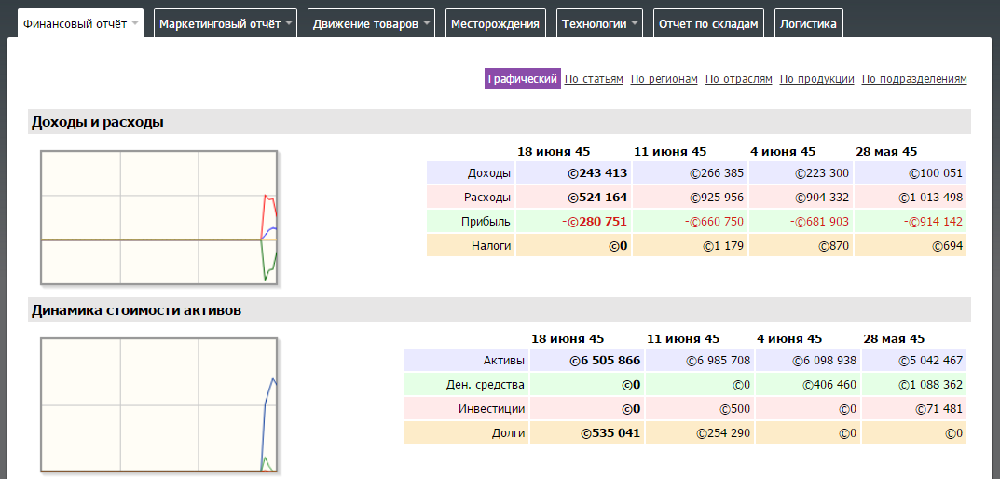 Финансовый отчёт Маркетинговый отчёт Движение товаров Месторождения Технологии Отчет по складам Логистика
Графический По статьям По регионам По отраслям По продукции По подразделениям
Доходы и расходы
18 июня 45 11 июня 45 4 июня 45 28 мая 45
Доходы ©243 413 ©266 385 ©223 300 ©100 051
Расходы ©524 164 ©925 956 ©904 332 ©1 013 498
Прибыль -©280 751 -©660 750 -©681 903 -©914 142
Налоги ©0 ©1 179 ©870 ©694
Динамика стоимости активов
18 июня 45 11 июня 45 4 июня 45 28 мая 45
Активы ©6 505 866 ©6 985 708 ©6 098 938 ©5 042 467
Ден. средства ©0 ©0 ©406 460 ©1 088 362
Инвестиции ©0 ©500 ©0 ©71 481
Долги ©535 041 ©254 290 ©0 ©0